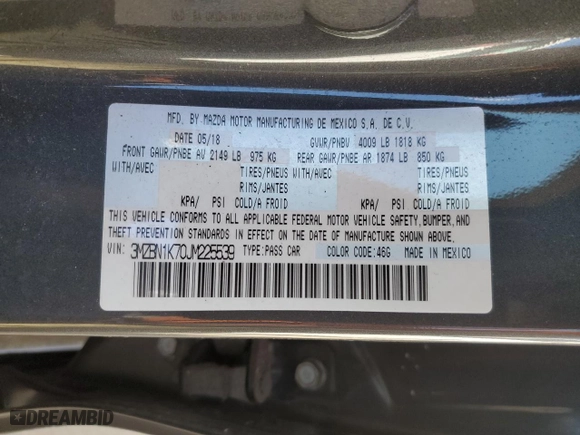 MFD. BY MAZDA MOTOR MANUFACTURING DE MEXICO S.A. DE C.V.
DATE 05/18 GVWR/PNBV 4009 LB 1818 KG
FRONT GAWR/PNBE AV 2149 LB 975 KG REAR GAWR/PNBE AR 1874 LB 850 KG
WITH/AVEC TIRES/PNEUS WITH/AVEC TIRES/PNEUS
RIMS/JANTES RIMS/JANTES
KPA/ PSI COLD/A FROID KPA/ PSI COLD/A FROID
THIS VEHICLE CONFORMS TO ALL APPLICABLE FEDERAL MOTOR VEHICLE SAFETY, BUMPER, AND
THEFT PREVENTION STANDARDS IN EFFECT ON THE DATE OF MANUFACTURE SHOWN ABOVE.
VIN: 3MZBN1K70JM225539 TYPE:PASS CAR COLOR CODE:46G MADE IN MEXICO
DREAMBID